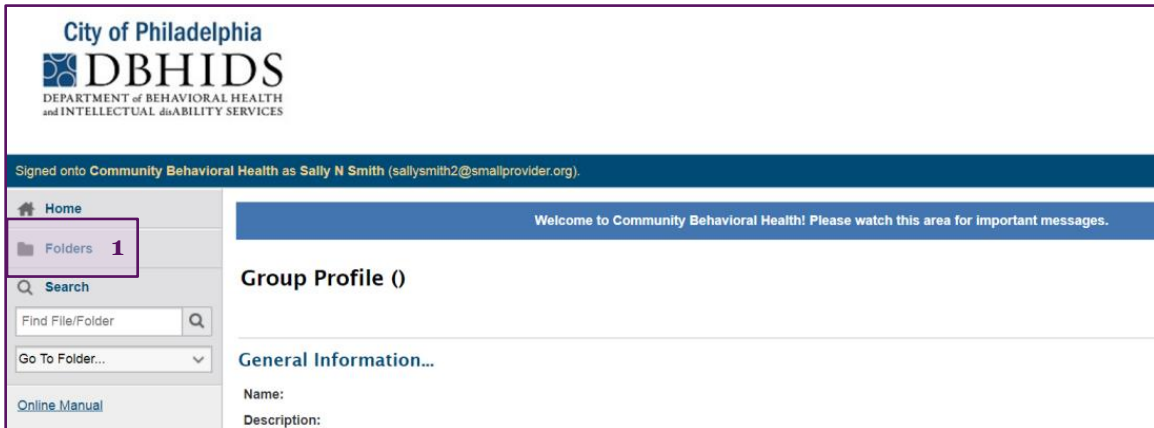 City of Philadelphia
DBHIDS
DEPARTMENT of BEHAVIORAL HEALTH
and INTELLECTUAL disABILITY SERVICES
Signed onto Community Behavioral Health as Sally N Smith (sallysmith2@smallprovider.org).
Home
Folders 1
Search
Find File/Folder
Go To Folder...
Online Manual
Welcome to Community Behavioral Health! Please watch this area for important messages.
Group Profile ()
General Information...
Name:
Description: